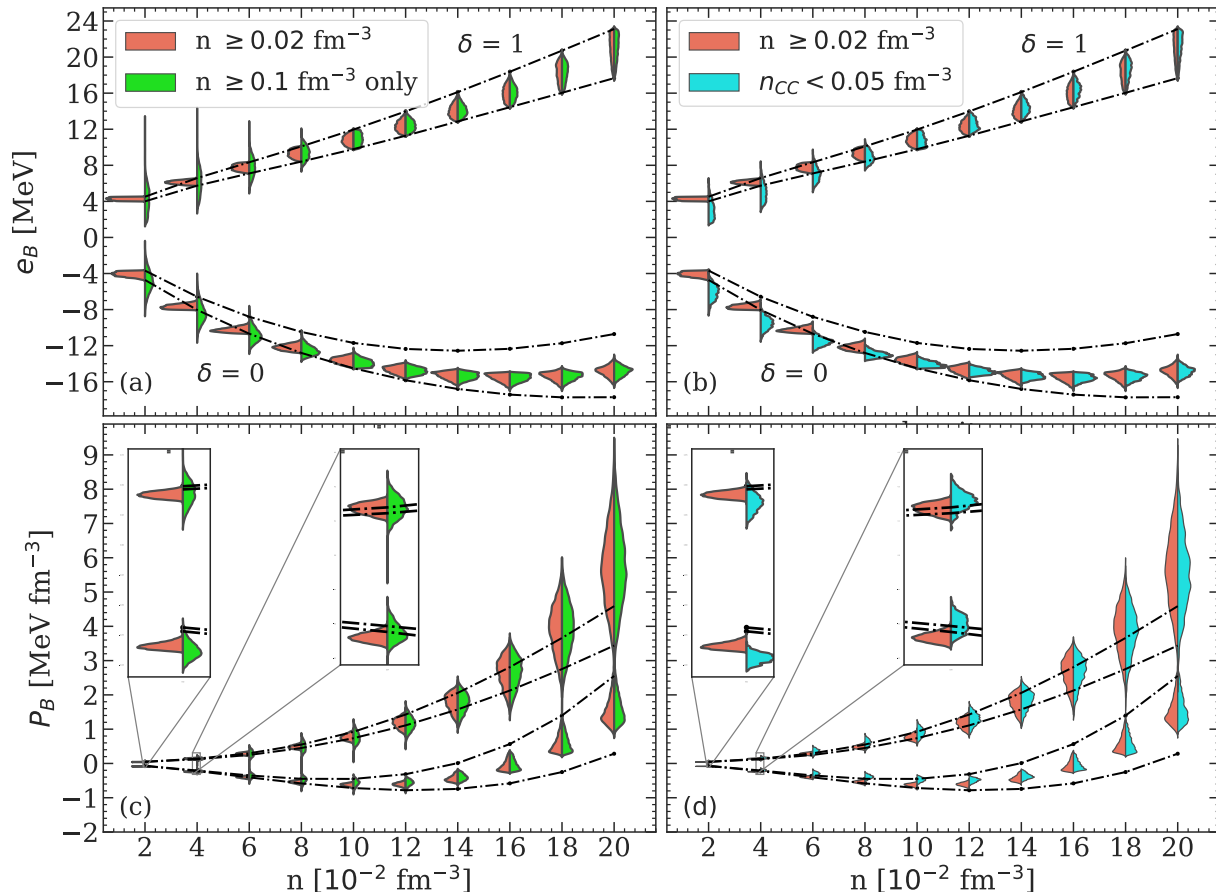 n ≥0.02 fm⁻³
n ≥0.1 fm⁻³ only
δ = 1
n ≥0.02 fm⁻³
n_CC < 0.05 fm⁻³
δ = 1
e_B [MeV]
24
20
16
12
8
4
0
−4
−8
−12
−16
(a)
δ = 0
(b)
δ = 0
P_B [MeV fm⁻³]
9
8
7
6
5
4
3
2
1
0
−1
−2
(c)
(d)
2 4 6 8 10 12 14 16 18 20
2 4 6 8 10 12 14 16 18 20
n [10⁻² fm⁻³]
n [10⁻² fm⁻³]